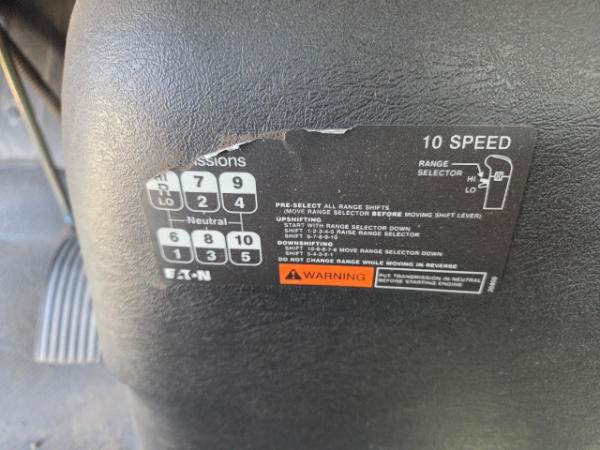 10 SPEED
RANGE
SELECTOR
HI
LO
HI
R
LO
7
2
9
4
Neutral
6
1
8
3
10
5
EATON
PRE-SELECT ALL RANGE SHIFTS
(MOVE RANGE SELECTOR BEFORE MOVING SHIFT LEVER)
UPSHIFTING
START WITH RANGE SELECTOR DOWN
SHIFT 1-2-3-4-5 RAISE RANGE SELECTOR
SHIFT 6-7-8-9-10
DOWNSHIFTING
SHIFT 10-9-8-7-6 MOVE RANGE SELECTOR DOWN
SHIFT 5-4-3-2-1
DO NOT CHANGE RANGE WHILE MOVING IN REVERSE
WARNING
PUT TRANSMISSION IN NEUTRAL
BEFORE STARTING ENGINE